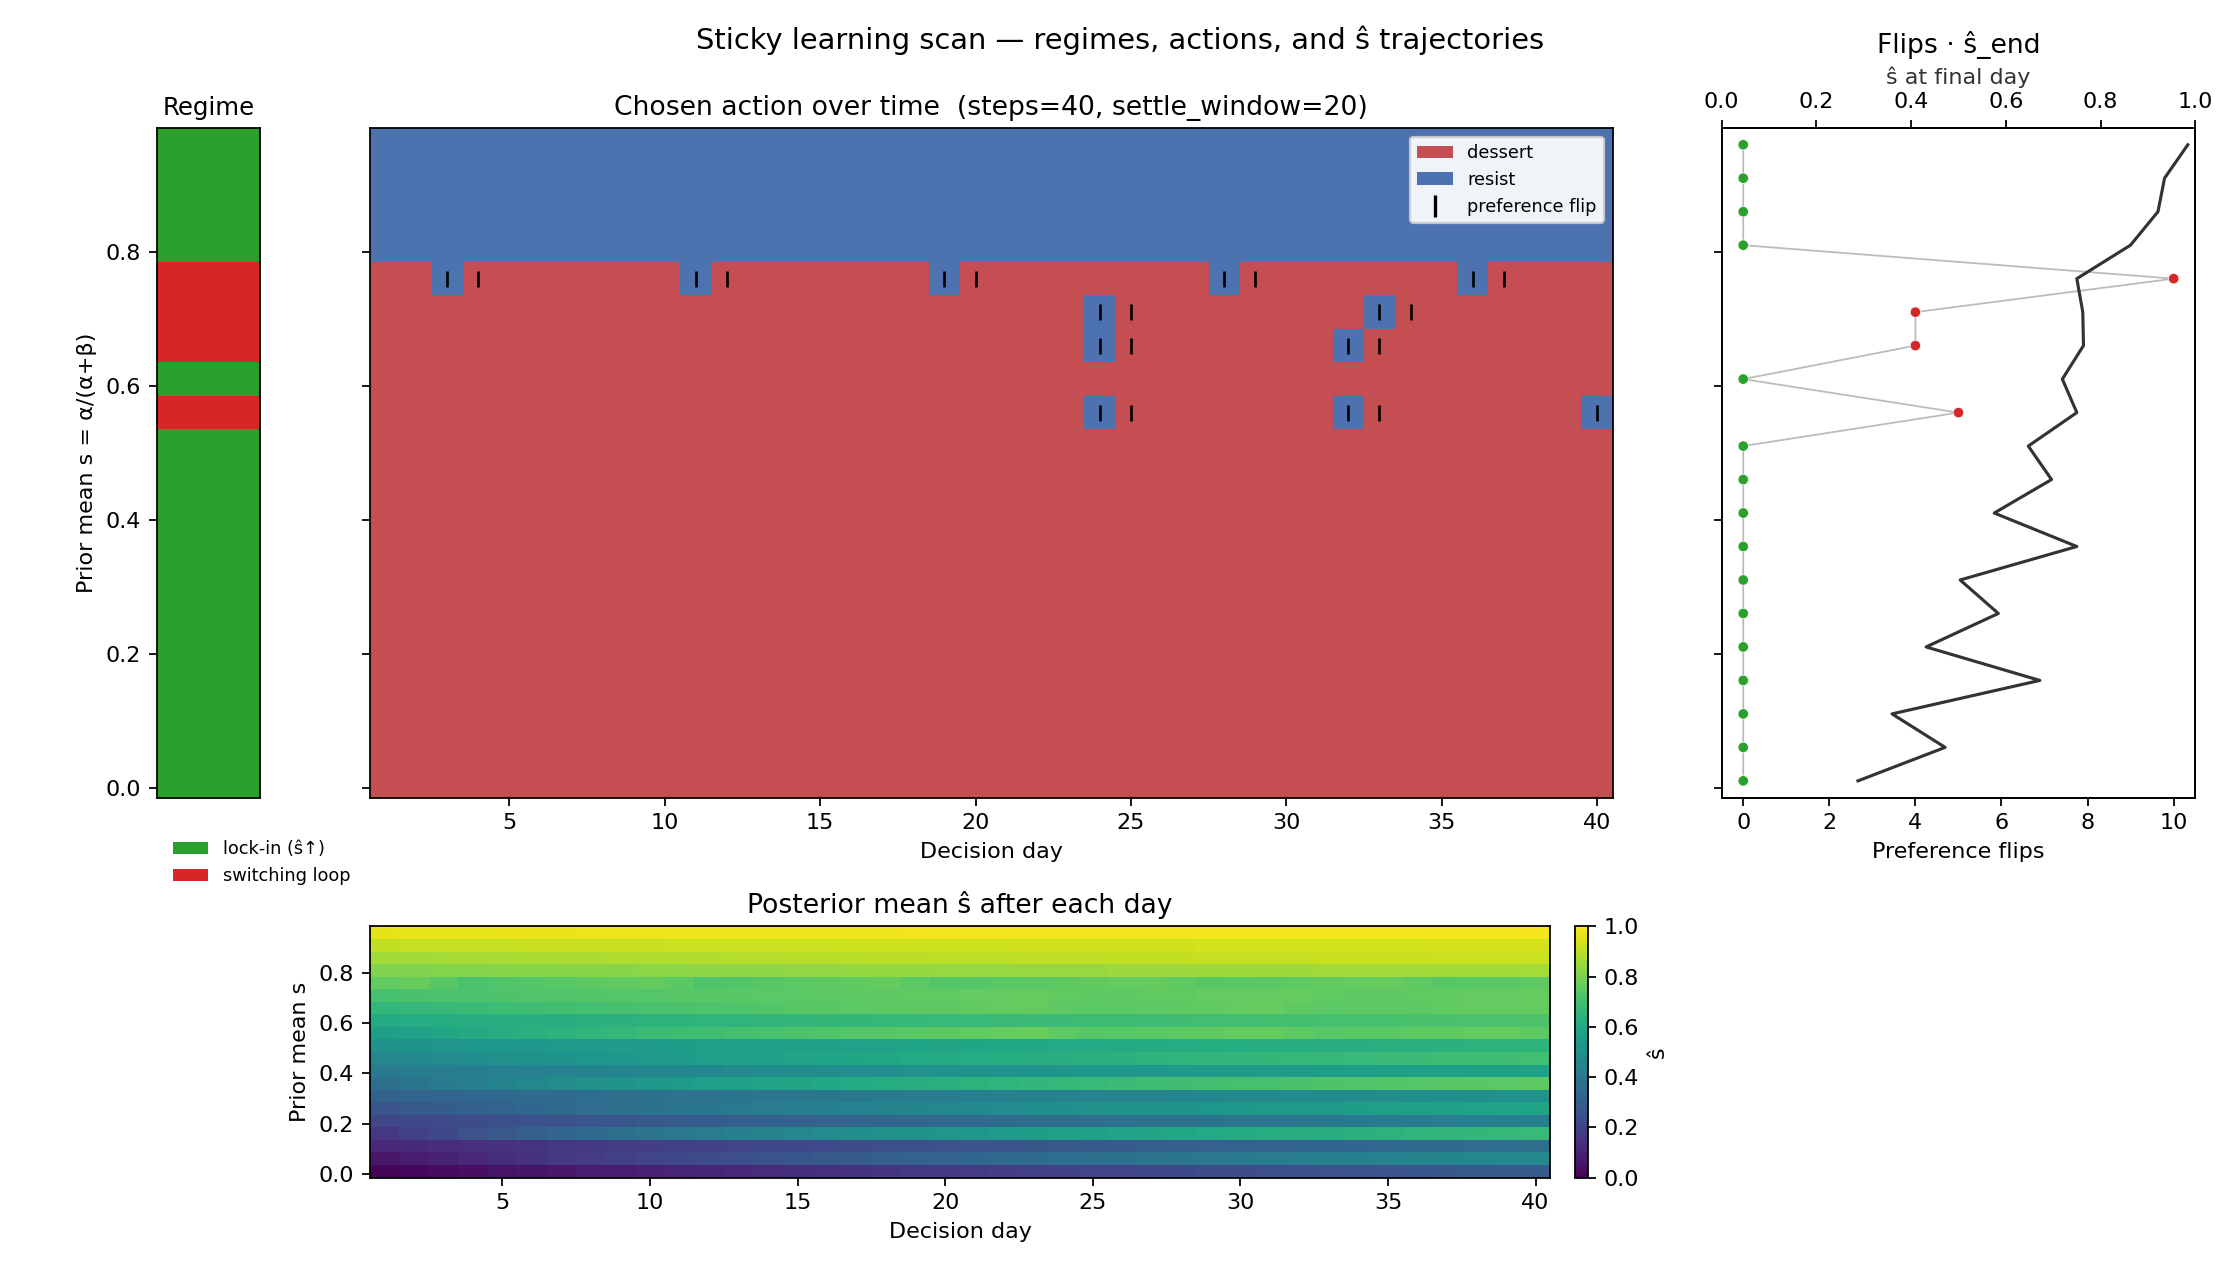 Sticky learning scan — regimes, actions, and ŝ trajectories
Regime
Prior mean s = α/(α+β)
0.8
0.6
0.4
0.2
0.0
lock-in (ŝ↑)
switching loop
Chosen action over time (steps=40, settle_window=20)
dessert
resist
preference flip
5 10 15 20 25 30 35 40
Decision day
Flips · ŝ_end
ŝ at final day
0.0 0.2 0.4 0.6 0.8 1.0
0 2 4 6 8 10
Preference flips
Posterior mean ŝ after each day
Prior mean s
0.8
0.6
0.4
0.2
0.0
5 10 15 20 25 30 35 40
Decision day
1.0
0.8
0.6
0.4
0.2
0.0
ŝ